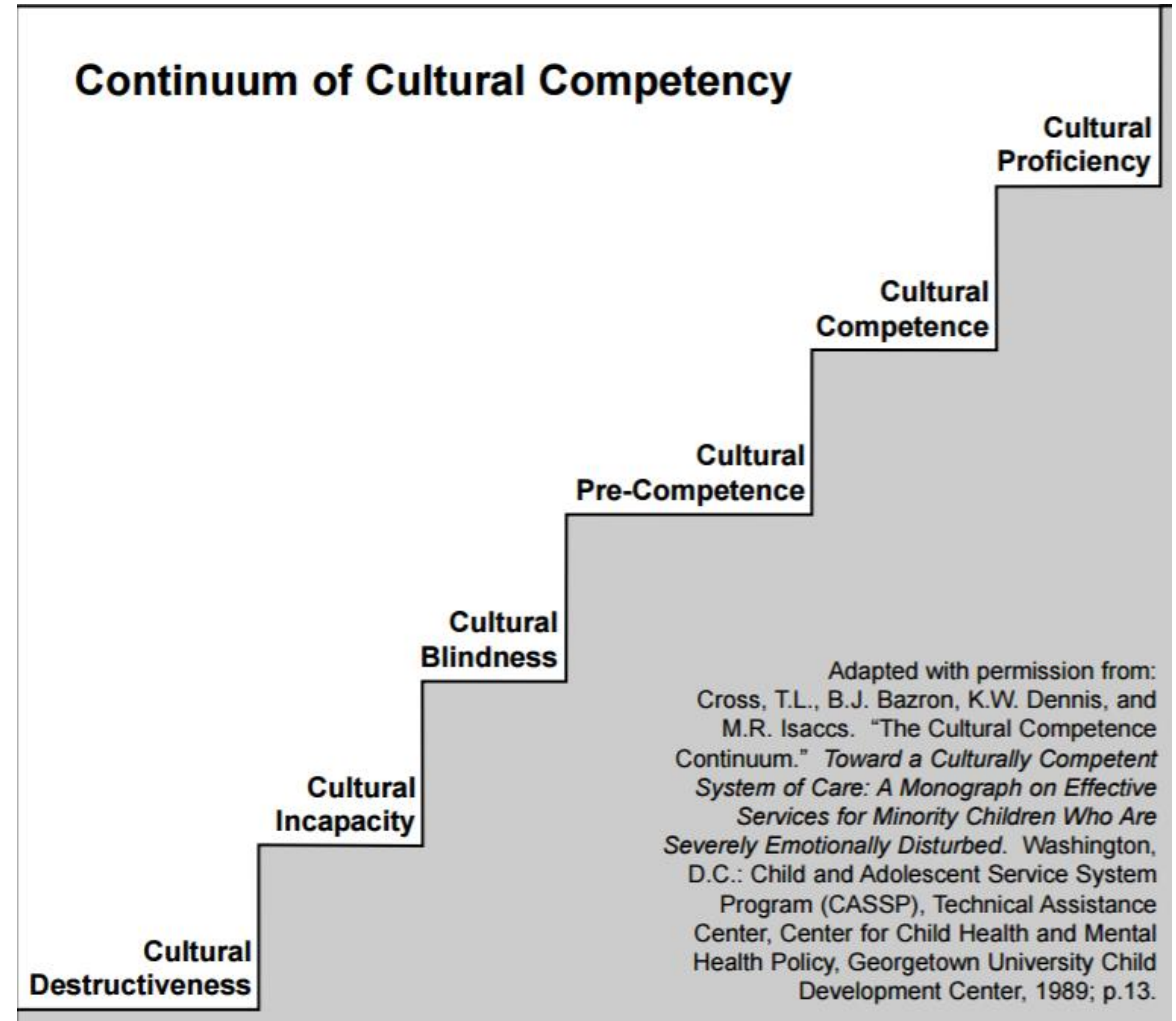 Continuum of Cultural Competency
Cultural
Proficiency
Cultural
Competence
Cultural
Pre-Competence
Cultural
Blindness
Cultural
Incapacity
Cultural
Destructiveness
Adapted with permission from:
Cross, T.L., B.J. Bazron, K.W. Dennis, and
M.R. Isaccs. “The Cultural Competence
Continuum.” Toward a Culturally Competent
System of Care: A Monograph on Effective
Services for Minority Children Who Are
Severely Emotionally Disturbed. Washington,
D.C.: Child and Adolescent Service System
Program (CASSP), Technical Assistance
Center, Center for Child Health and Mental
Health Policy, Georgetown University Child
Development Center, 1989; p.13.